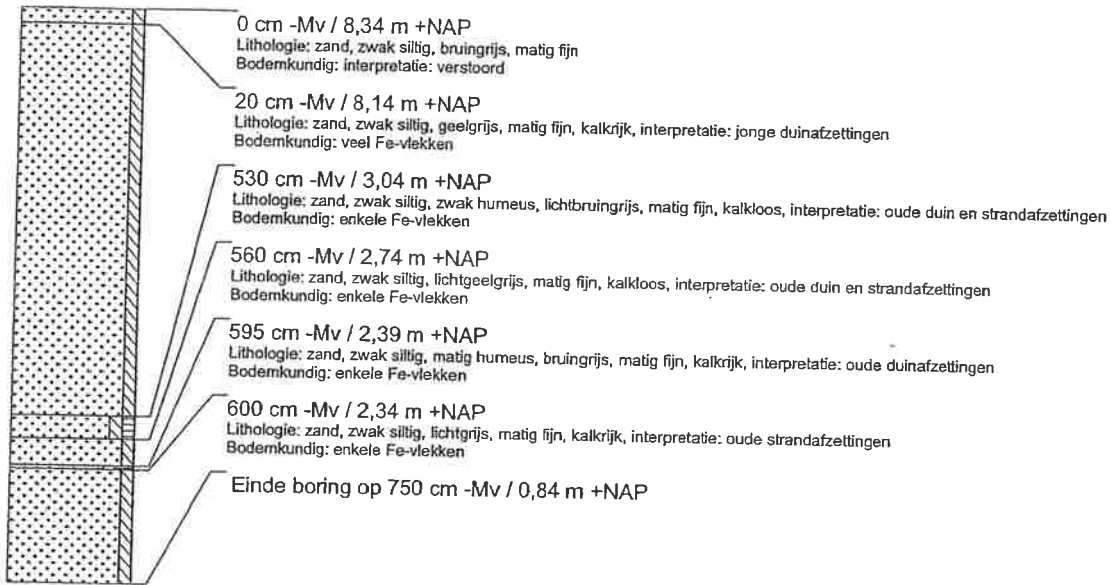 0 cm -Mv / 8,34 m +NAP
Lithologie: zand, zwak siltig, bruingrijs, matig fijn
Bodemkundig: interpretatie: verstoord
20 cm -Mv / 8,14 m +NAP
Lithologie: zand, zwak siltig, geelgrijs, matig fijn, kalkrijk, interpretatie: jonge duinafzettingen
Bodemkundig: veel Fe-vlekken
530 cm -Mv / 3,04 m +NAP
Lithologie: zand, zwak siltig, zwak humeus, lichtbruingrijs, matig fijn, kalkloos, interpretatie: oude duin en strandafzettingen
Bodemkundig: enkele Fe-vlekken
560 cm -Mv / 2,74 m +NAP
Lithologie: zand, zwak siltig, lichtgeelgrijs, matig fijn, kalkloos, interpretatie: oude duin en strandafzettingen
Bodemkundig: enkele Fe-vlekken
595 cm -Mv / 2,39 m +NAP
Lithologie: zand, zwak siltig, matig humeus, bruingrijs, matig fijn, kalkrijk, interpretatie: oude duinafzettingen
Bodemkundig: enkele Fe-vlekken
600 cm -Mv / 2,34 m +NAP
Lithologie: zand, zwak siltig, lichtgrijs, matig fijn, kalkrijk, interpretatie: oude strandafzettingen
Bodemkundig: enkele Fe-vlekken
Einde boring op 750 cm -Mv / 0,84 m +NAP